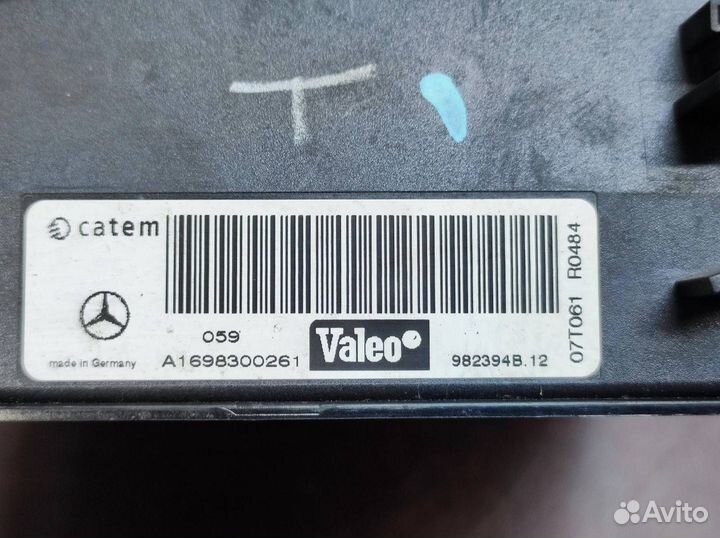 T
catem
059
A1698300261
Valeo
982394B.12
made in Germany
07T061 R0484
Avito